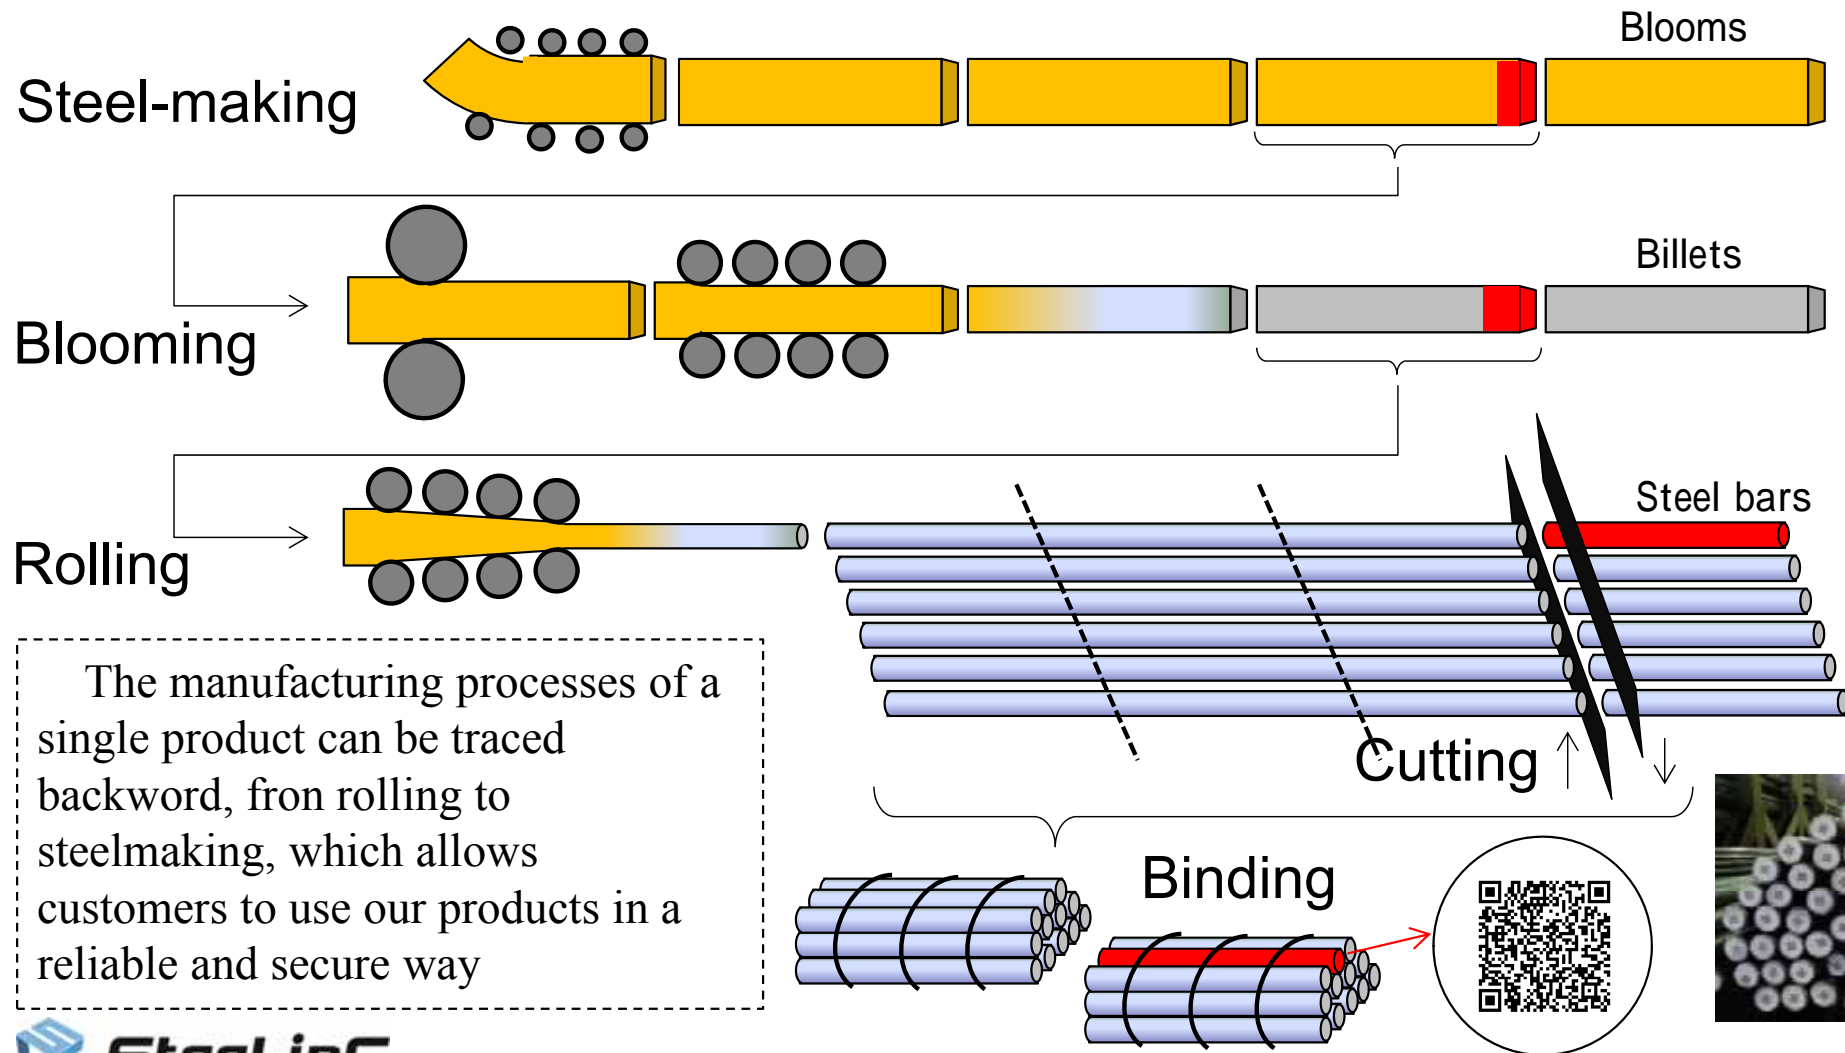 Blooms
Steel-making
Billets
Blooming
Steel bars
Rolling
The manufacturing processes of a
single product can be traced
backword, fron rolling to
steelmaking, which allows
customers to use our products in a
reliable and secure way
Cutting
Binding